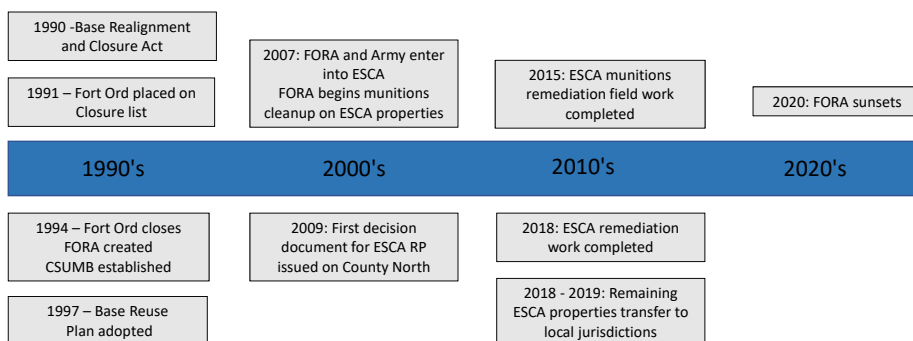 1990 -Base Realignment
and Closure Act
1991 – Fort Ord placed on
Closure list
2007: FORA and Army enter
into ESCA
FORA begins munitions
cleanup on ESCA properties
2015: ESCA munitions
remediation field work
completed
2020: FORA sunsets
1990's
2000's
2010's
2020's
1994 – Fort Ord closes
FORA created
CSUMB established
1997 – Base Reuse
Plan adopted
2009: First decision
document for ESCA RP
issued on County North
2018: ESCA remediation
work completed
2018 - 2019: Remaining
ESCA properties transfer to
local jurisdictions